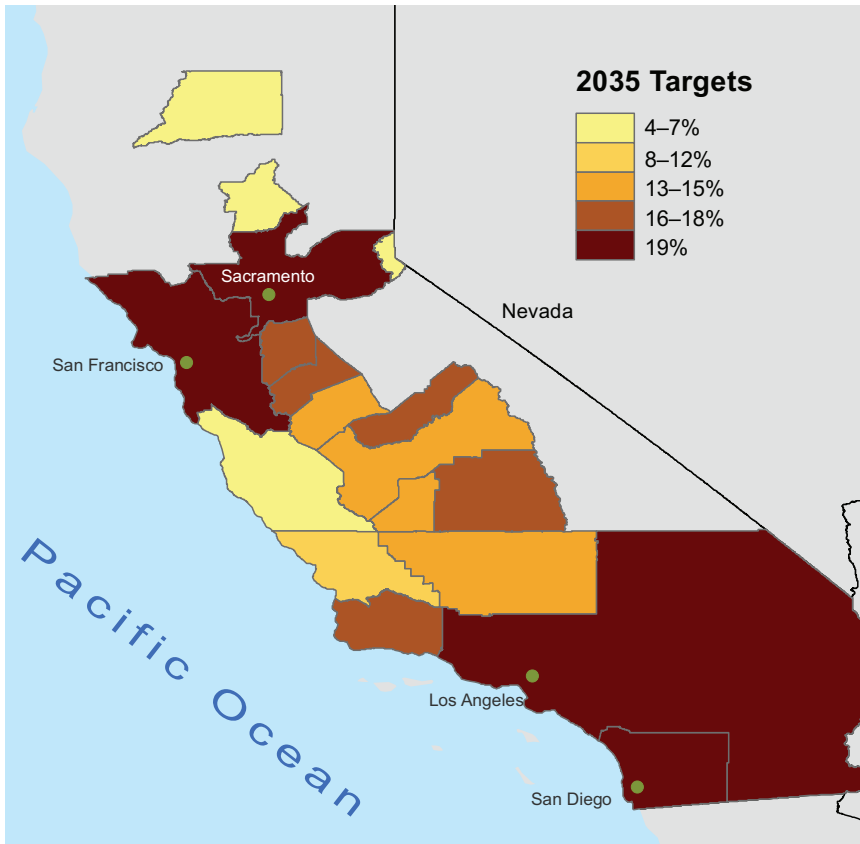 2035 Targets
4–7%
8–12%
13–15%
16–18%
19%
Sacramento
Nevada
San Francisco
Pacific Ocean
Los Angeles
San Diego